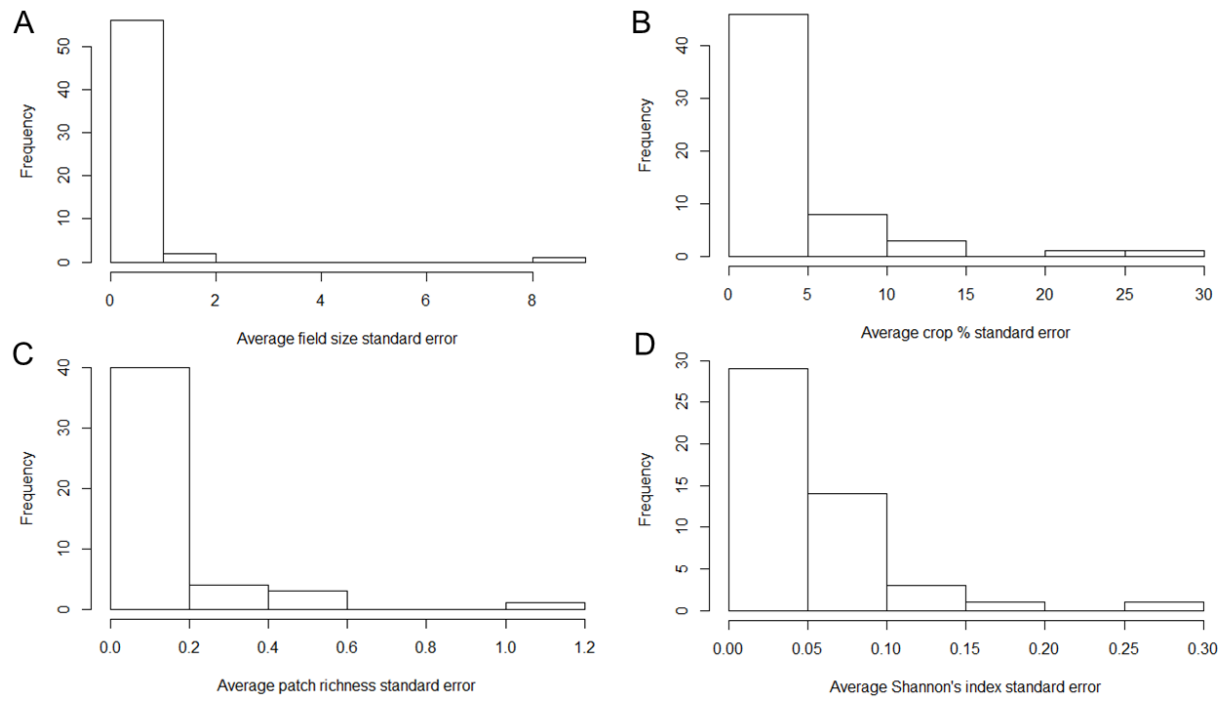 A
Frequency
0 10 20 30 40 50
0 2 4 6 8
Average field size standard error
B
Frequency
0 10 20 30 40
0 5 10 15 20 25 30
Average crop % standard error
C
Frequency
0 10 20 30 40
0.0 0.2 0.4 0.6 0.8 1.0 1.2
Average patch richness standard error
D
Frequency
0 5 10 15 20 25 30
0.00 0.05 0.10 0.15 0.20 0.25 0.30
Average Shannon's index standard error